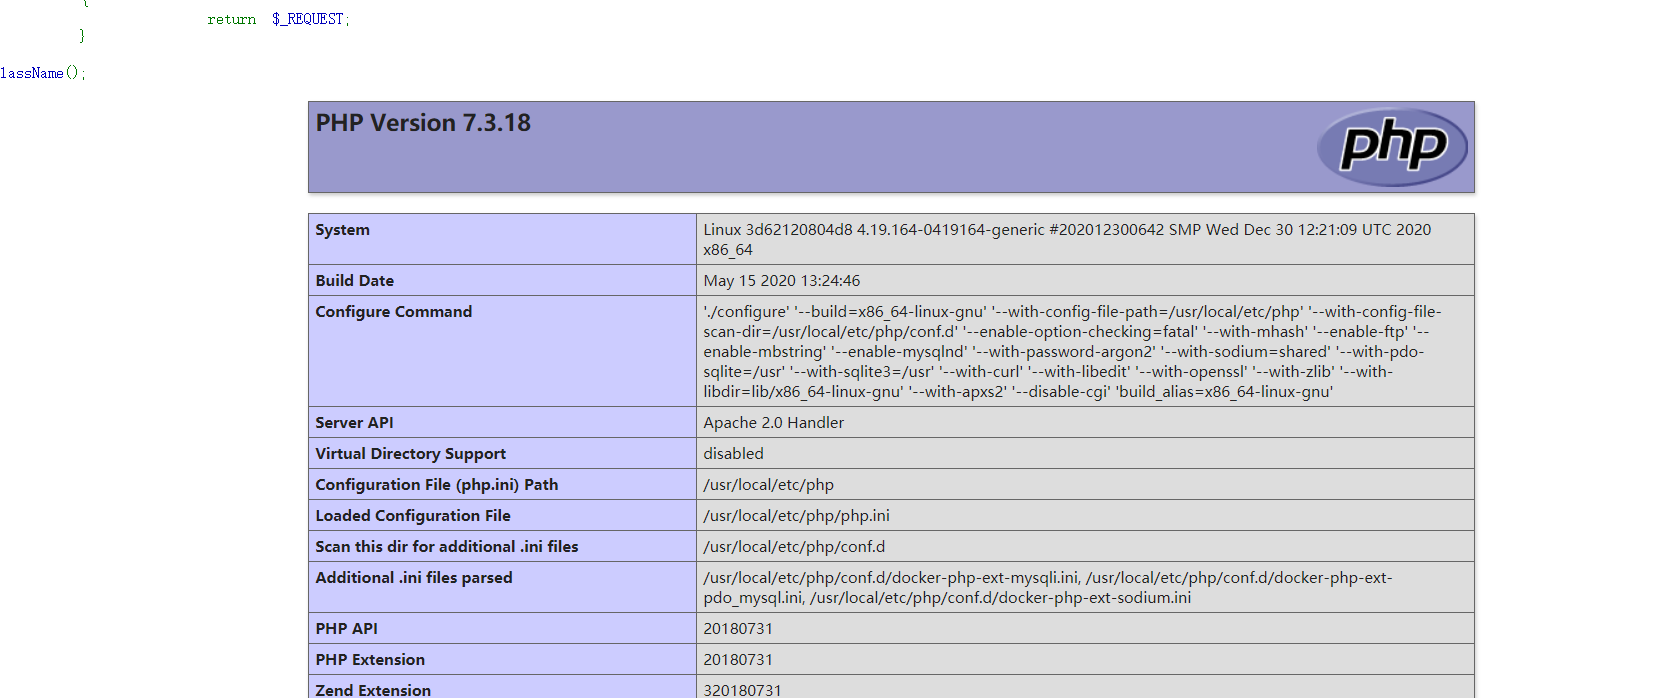 {
return $_REQUEST;
}
lassName();
PHP Version 7.3.18
php
System
Linux 3d62120804d8 4.19.164-0419164-generic #202012300642 SMP Wed Dec 30 12:21:09 UTC 2020
x86_64
Build Date
May 15 2020 13:24:46
Configure Command
'./configure' '--build=x86_64-linux-gnu' '--with-config-file-path=/usr/local/etc/php' '--with-config-file-
scan-dir=/usr/local/etc/php/conf.d' '--enable-option-checking=fatal' '--with-mhash' '--enable-ftp' '--
enable-mbstring' '--enable-mysqlnd' '--with-password-argon2' '--with-sodium=shared' '--with-pdo-
sqlite=/usr' '--with-sqlite3=/usr' '--with-curl' '--with-libedit' '--with-openssl' '--with-zlib' '--with-
libdir=lib/x86_64-linux-gnu' '--with-apxs2' '--disable-cgi' 'build_alias=x86_64-linux-gnu'
Server API
Apache 2.0 Handler
Virtual Directory Support
disabled
Configuration File (php.ini) Path
/usr/local/etc/php
Loaded Configuration File
/usr/local/etc/php/php.ini
Scan this dir for additional .ini files
/usr/local/etc/php/conf.d
Additional .ini files parsed
/usr/local/etc/php/conf.d/docker-php-ext-mysqli.ini, /usr/local/etc/php/conf.d/docker-php-ext-
pdo_mysql.ini, /usr/local/etc/php/conf.d/docker-php-ext-sodium.ini
PHP API
20180731
PHP Extension
20180731
Zend Extension
320180731